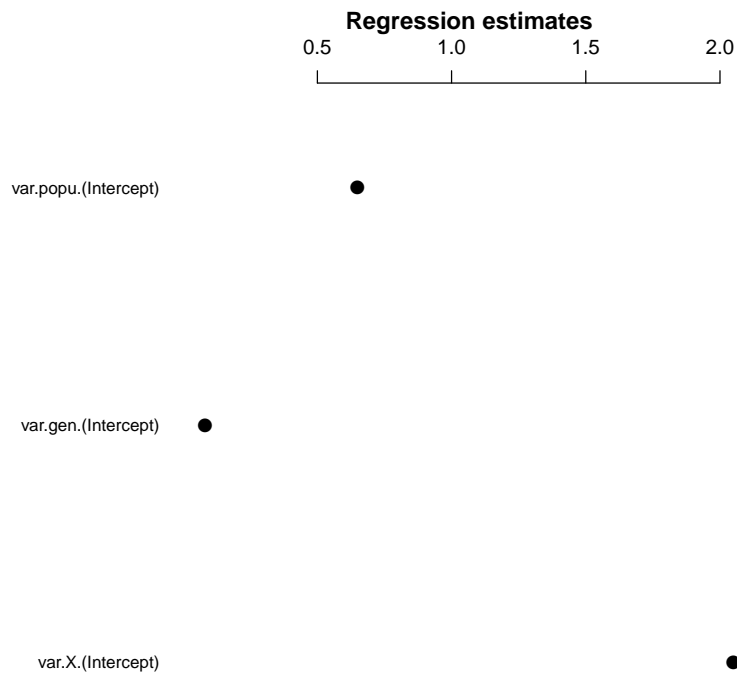 Regression estimates
0.5 1.0 1.5 2.0
var.popu.(Intercept)
var.gen.(Intercept)
var.X.(Intercept)